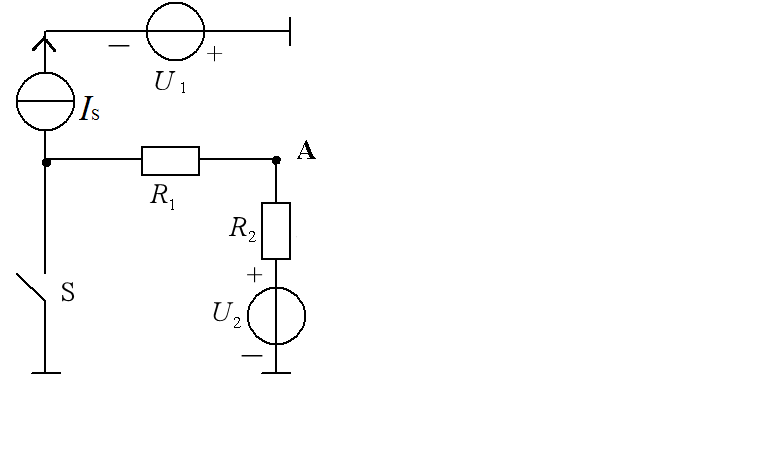 − +
U1
IS
A
R1
R2
+
S
U2
−